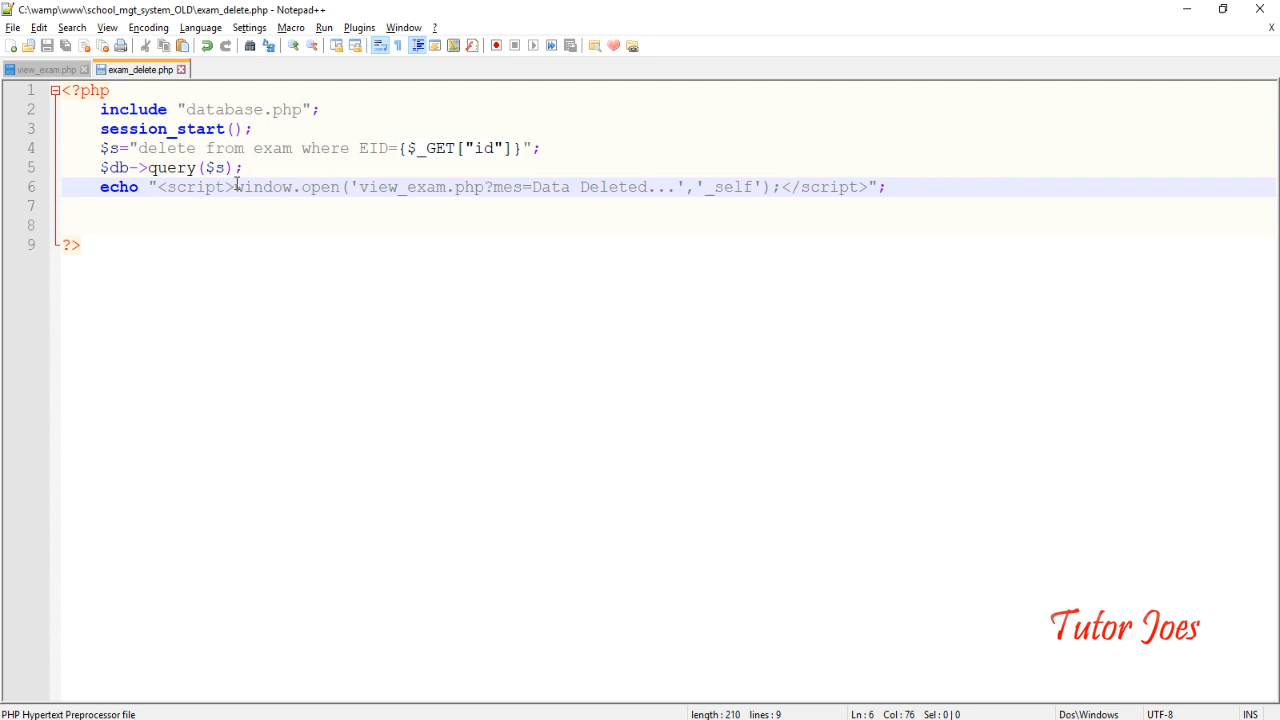 C:\wamp\www\school_mgt_system_OLD\exam_delete.php - Notepad++
File Edit Search View Encoding Language Settings Macro Run Plugins Window ?
X
view_exam.php exam_delete.php
1 <?php
2 include "database.php";
3 session_start();
4 $s="delete from exam where EID={$_GET["id"]}";
5 $db->query($s);
6 echo "<script>window.open('view_exam.php?mes=Data Deleted...','_self');</script>";
7
8
9 ?>
Tutor Joes
PHP Hypertext Preprocessor file length : 210 lines : 9 Ln : 6 Col : 76 Sel : 0 | 0 Dos\Windows UTF-8 INS